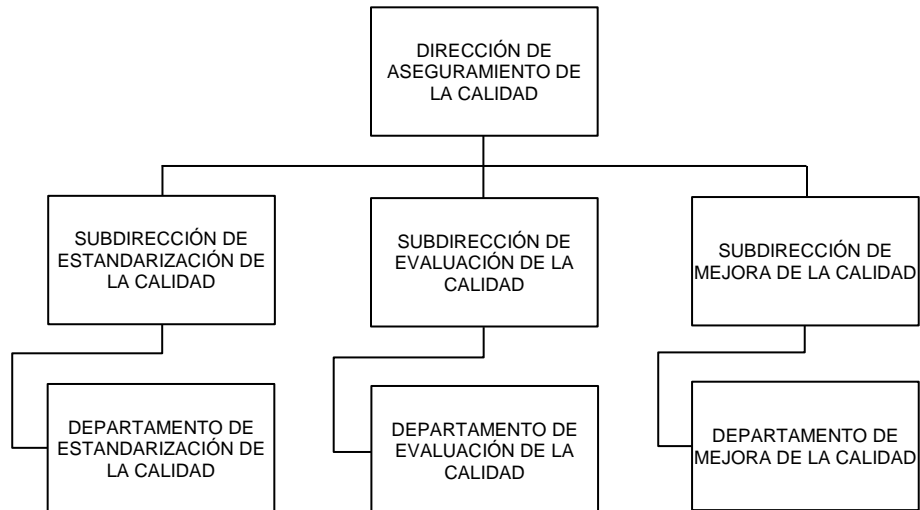 DIRECCIÓN DE
ASEGURAMIENTO DE
LA CALIDAD
SUBDIRECCIÓN DE
ESTANDARIZACIÓN DE
LA CALIDAD
SUBDIRECCIÓN DE
EVALUACIÓN DE LA
CALIDAD
SUBDIRECCIÓN DE
MEJORA DE LA CALIDAD
DEPARTAMENTO DE
ESTANDARIZACIÓN DE
LA CALIDAD
DEPARTAMENTO DE
EVALUACIÓN DE LA
CALIDAD
DEPARTAMENTO DE
MEJORA DE LA CALIDAD